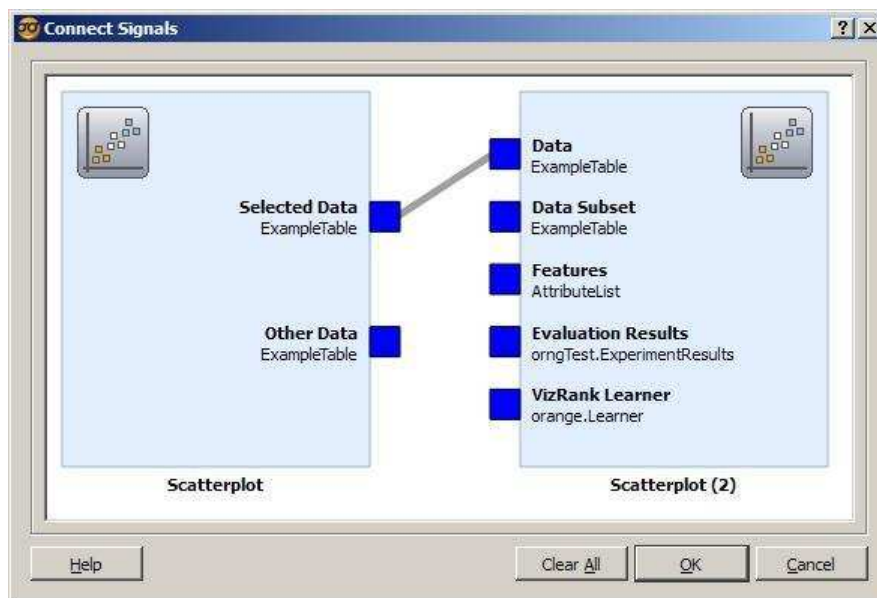 Connect Signals
Selected Data
ExampleTable
Other Data
ExampleTable
Scatterplot
Data
ExampleTable
Data Subset
ExampleTable
Features
AttributeList
Evaluation Results
orngTest.ExperimentResults
VizRank Learner
orange.Learner
Scatterplot (2)
Help
Clear All
OK
Cancel